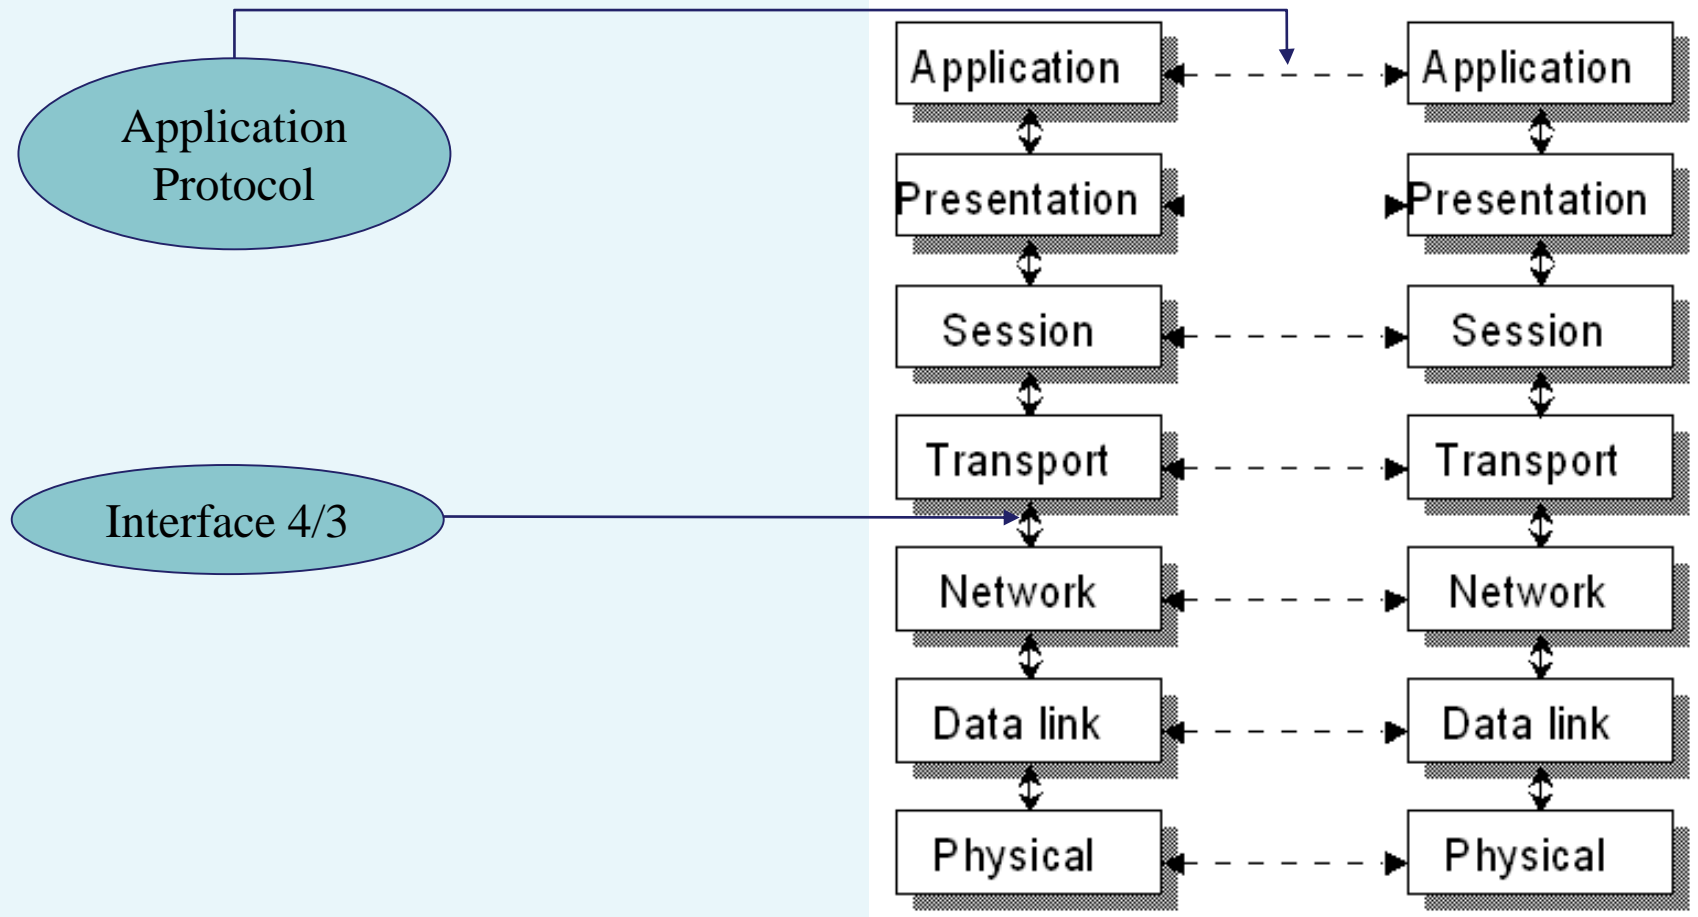 Application
Protocol
Interface 4/3
Application
Application
Presentation
Presentation
Session
Session
Transport
Transport
Network
Network
Data link
Data link
Physical
Physical